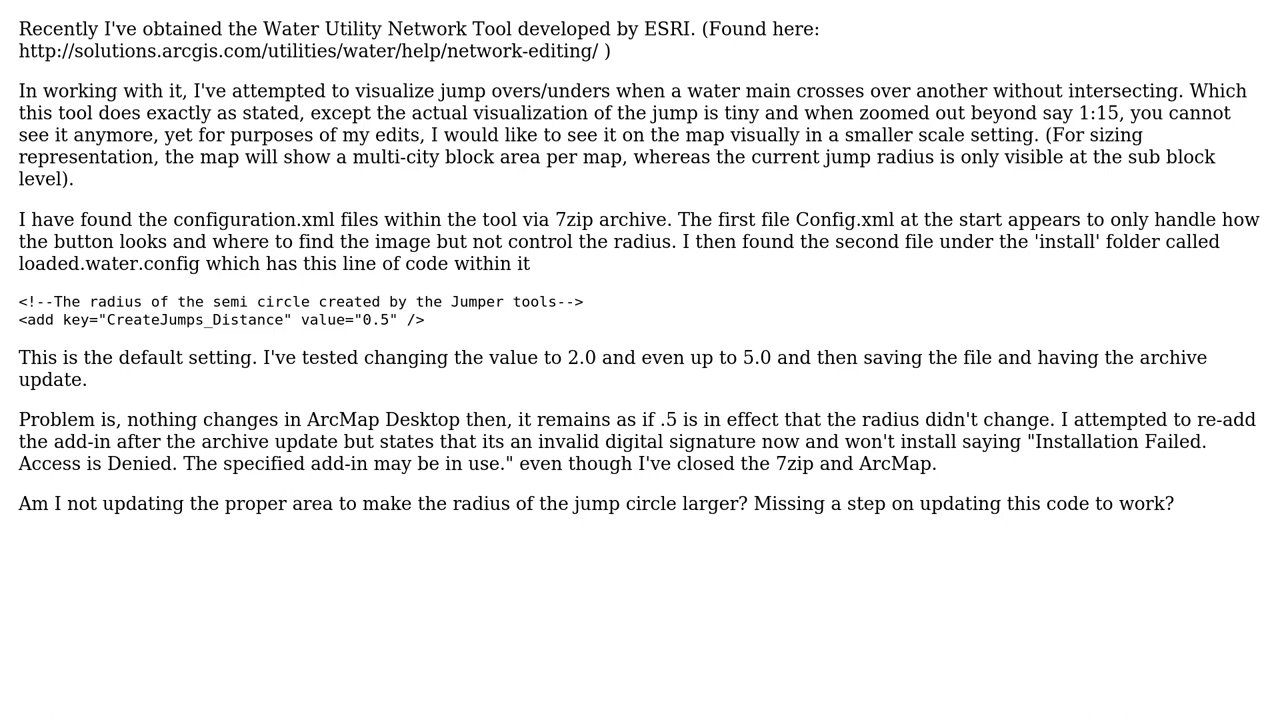 Recently I've obtained the Water Utility Network Tool developed by ESRI. (Found here:
http://solutions.arcgis.com/utilities/water/help/network-editing/ )
In working with it, I've attempted to visualize jump overs/unders when a water main crosses over another without intersecting. Which
this tool does exactly as stated, except the actual visualization of the jump is tiny and when zoomed out beyond say 1:15, you cannot
see it anymore, yet for purposes of my edits, I would like to see it on the map visually in a smaller scale setting. (For sizing
representation, the map will show a multi-city block area per map, whereas the current jump radius is only visible at the sub block
level).
I have found the configuration.xml files within the tool via 7zip archive. The first file Config.xml at the start appears to only handle how
the button looks and where to find the image but not control the radius. I then found the second file under the 'install' folder called
loaded.water.config which has this line of code within it
<!--The radius of the semi circle created by the Jumper tools-->
<add key="CreateJumps_Distance" value="0.5" />
This is the default setting. I've tested changing the value to 2.0 and even up to 5.0 and then saving the file and having the archive
update.
Problem is, nothing changes in ArcMap Desktop then, it remains as if .5 is in effect that the radius didn't change. I attempted to re-add
the add-in after the archive update but states that its an invalid digital signature now and won't install saying "Installation Failed.
Access is Denied. The specified add-in may be in use." even though I've closed the 7zip and ArcMap.
Am I not updating the proper area to make the radius of the jump circle larger? Missing a step on updating this code to work?